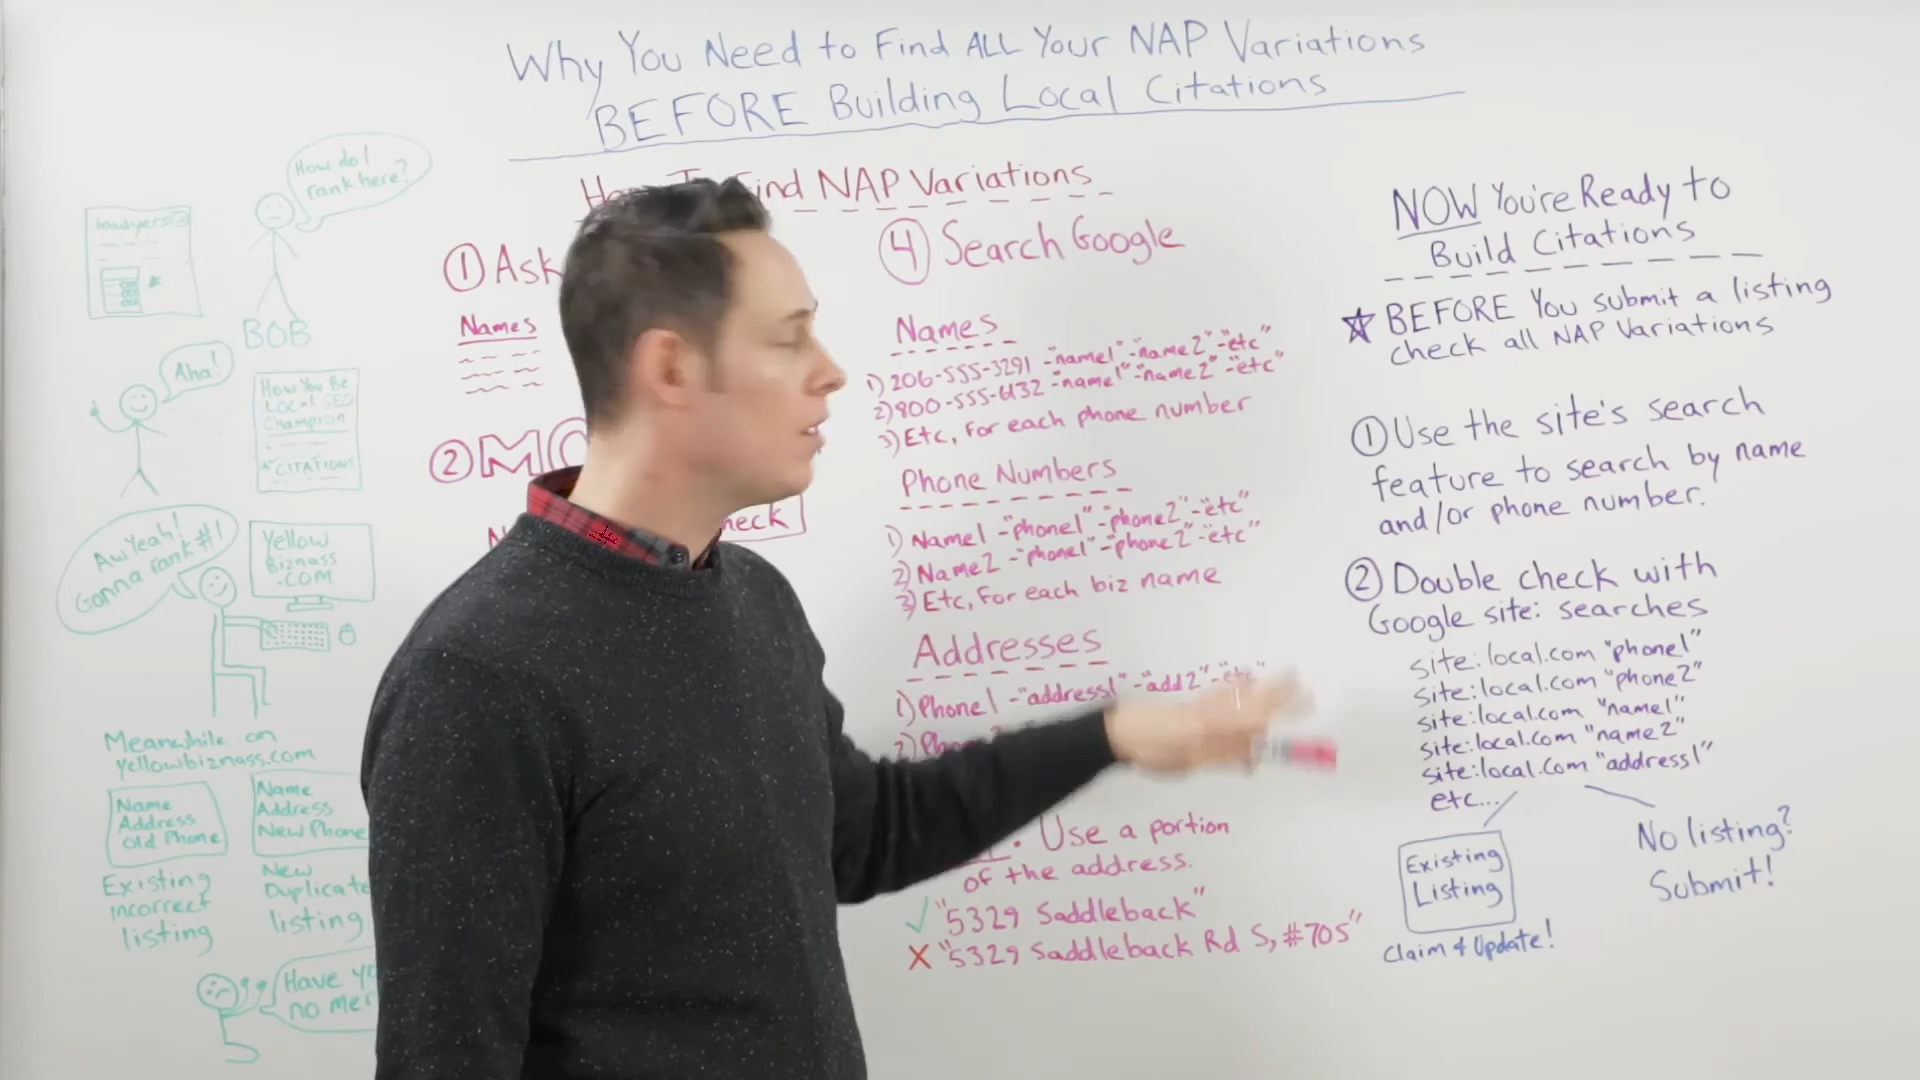 Why You Need to Find ALL Your NAP Variations
BEFORE Building Local Citations
How do I
rank here?
lawyers
BOB
Aha!
How You Be
Local SEO
Champion
CITATIONS
Aw Yeah!
Gonna rank #1
Yellow
Biznass
.COM
Meanwhile on
yellowbiznass.com
Name
Address
Old Phone
Existing
incorrect
listing
Name
Address
New Phone
New
Duplicate
listing
Have
no
Find NAP Variations
① Ask
Names
②
④ Search Google
Names
1) 206-555-3291 -"name1"-"name2"-"etc"
2) 800-555-6132 -"name1"-"name2"-"etc"
3) Etc, for each phone number
Phone Numbers
1) Name1 -"phone1"-"phone2"-"etc"
2) Name2 -"phone1"-"phone2"-"etc"
3) Etc, for each biz name
Addresses
1) Phone1 -"address1"-"add2"-"etc"
2)
Use a portion
of the address.
✓ "5329 Saddleback"
X "5329 Saddleback Rd S, #705"
NOW You're Ready to
Build Citations
☆ BEFORE You submit a listing
check all NAP Variations
① Use the site's search
feature to search by name
and/or phone number.
② Double check with
Google site: searches
site:local.com "phone1"
site:local.com "phone2"
site:local.com "name1"
site:local.com "name2"
site:local.com "address1"
etc...
Existing
Listing
Claim & Update!
No listing?
Submit!